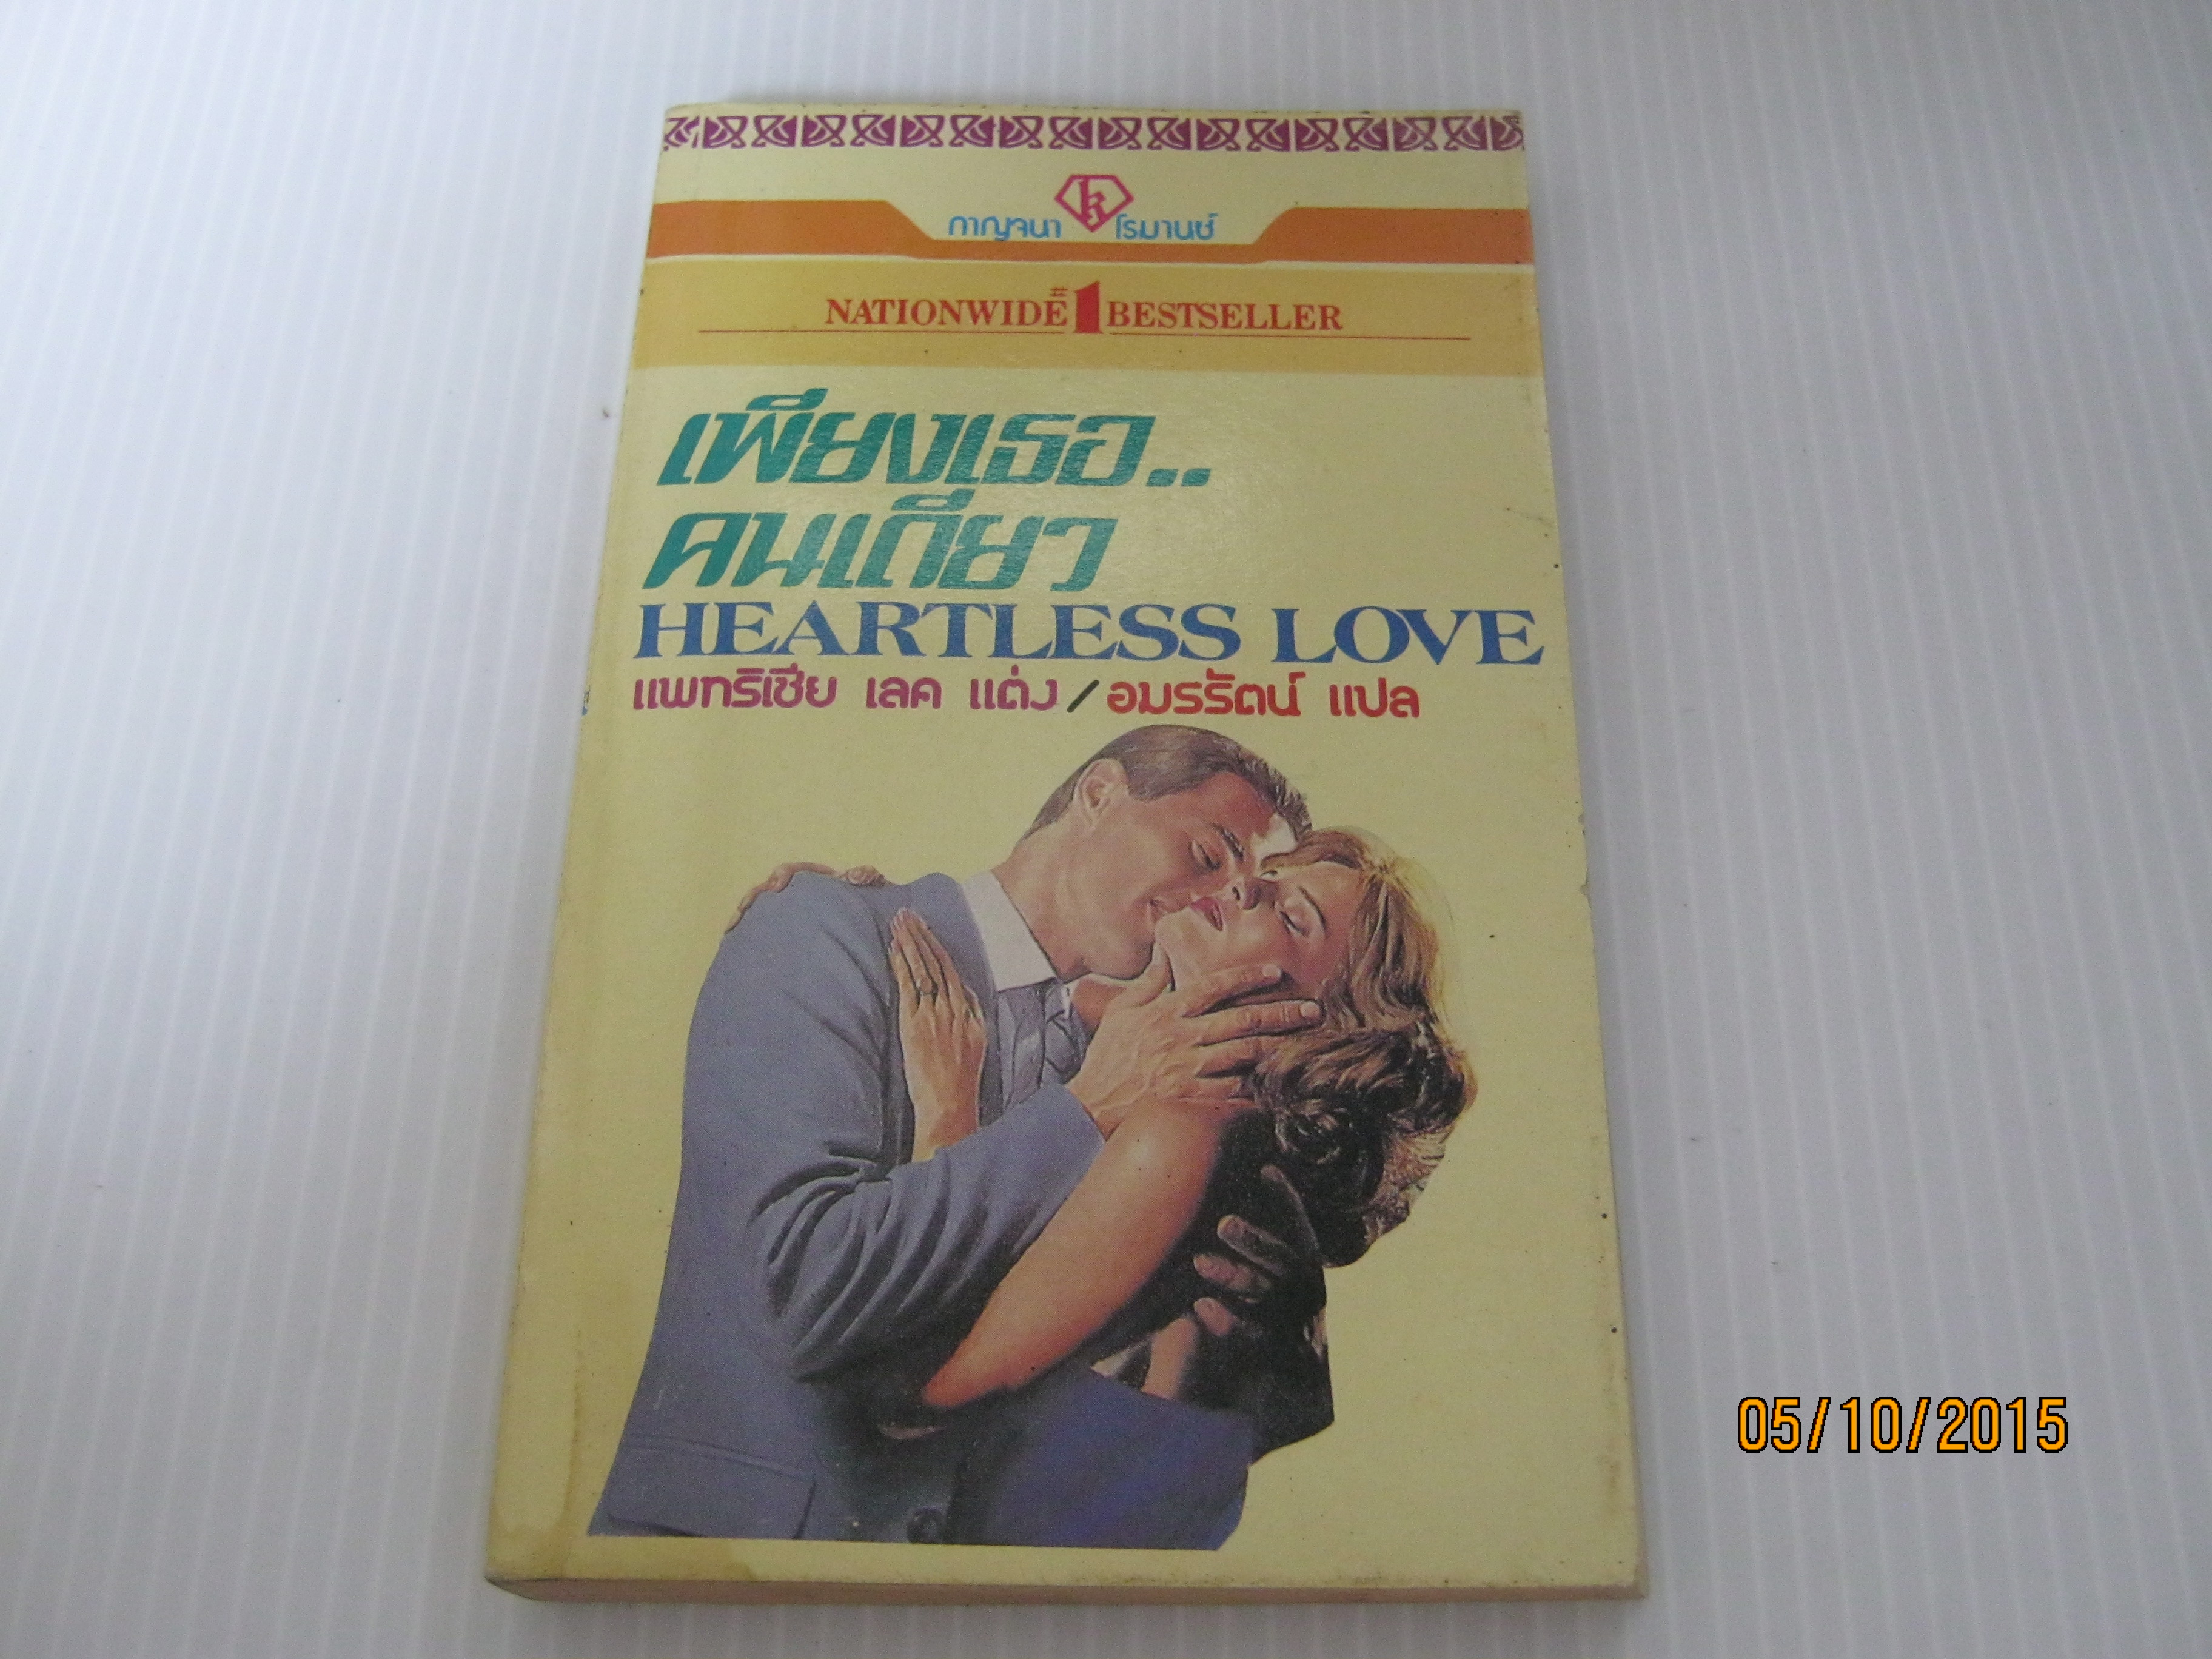 กาญจนา k โรมานซ์
NATIONWIDE #1 BESTSELLER
เพียงเธอ..
คนเดียว
HEARTLESS LOVE
แพทริเซีย เลค แต่ง / อมรรัตน์ แปล
05/10/2015